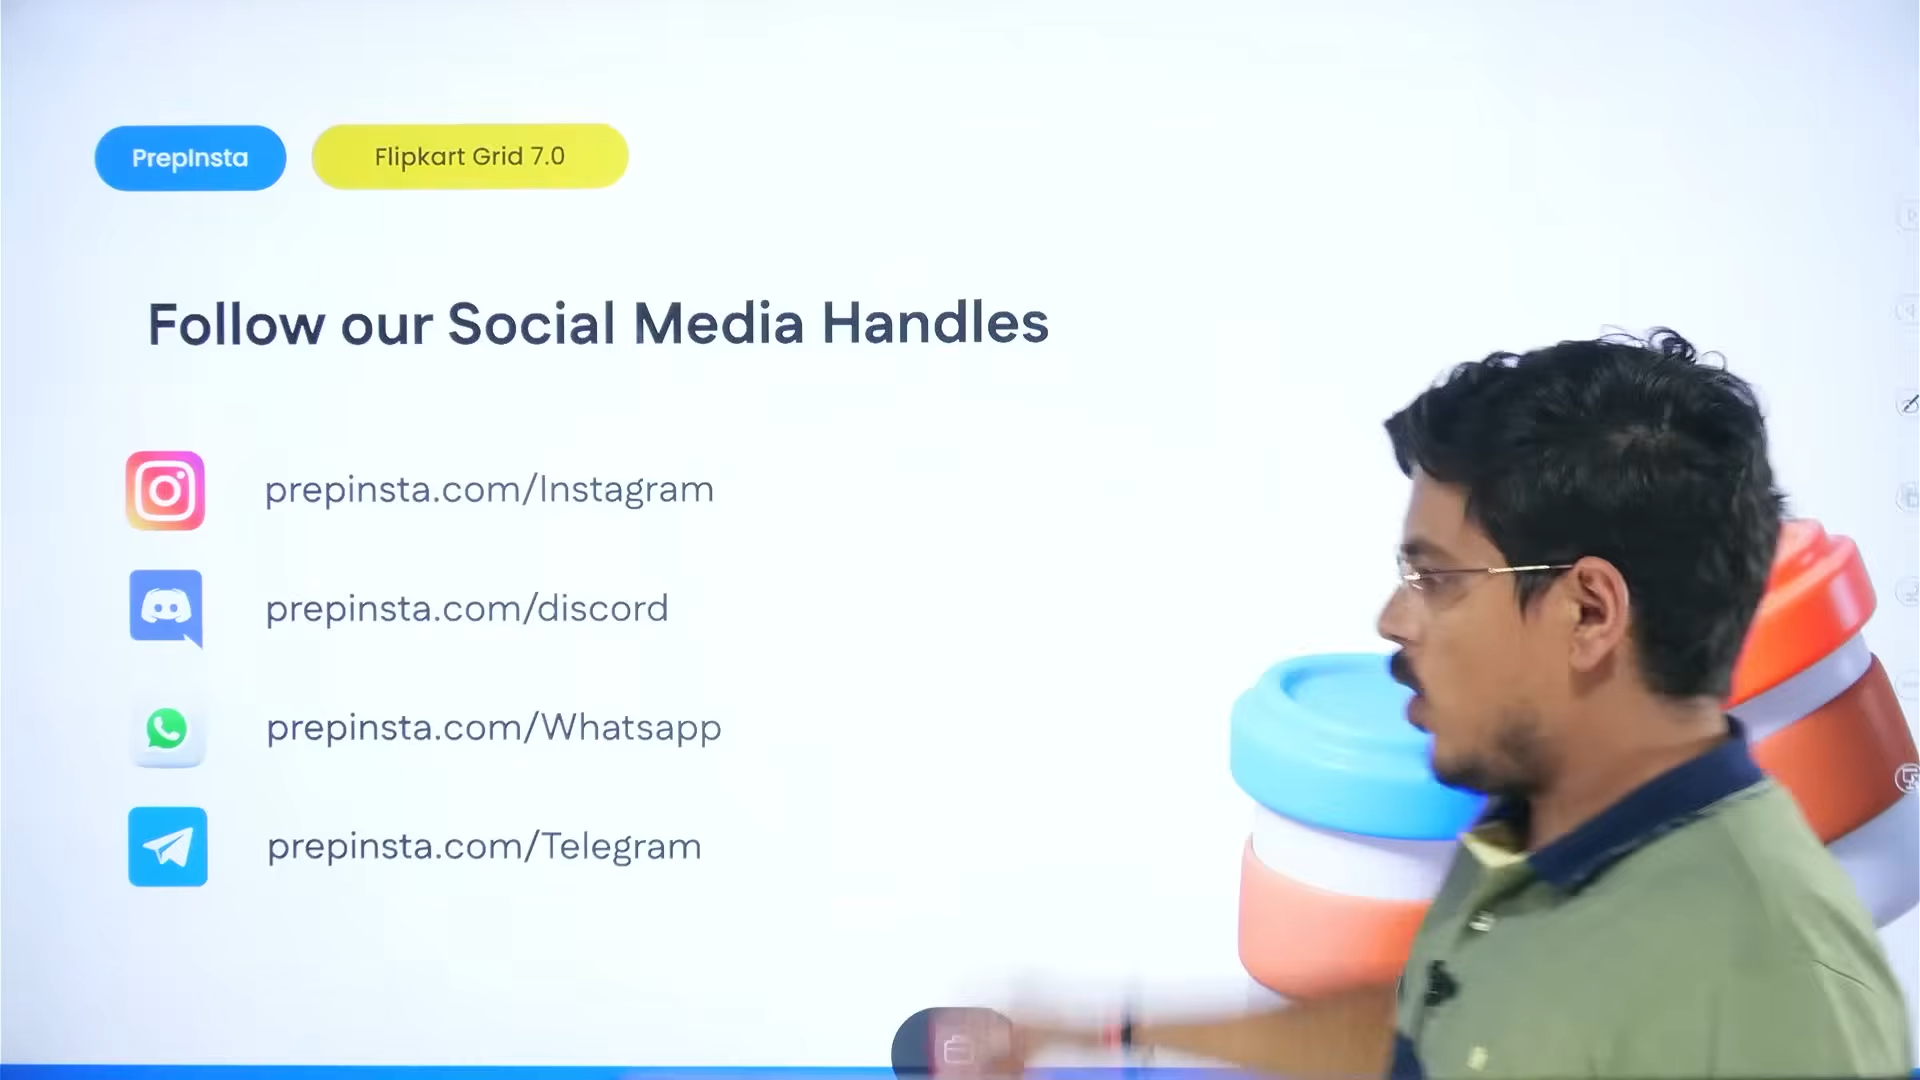 PrepInsta
Flipkart Grid 7.0
Follow our Social Media Handles
prepinsta.com/Instagram
prepinsta.com/discord
prepinsta.com/Whatsapp
prepinsta.com/Telegram